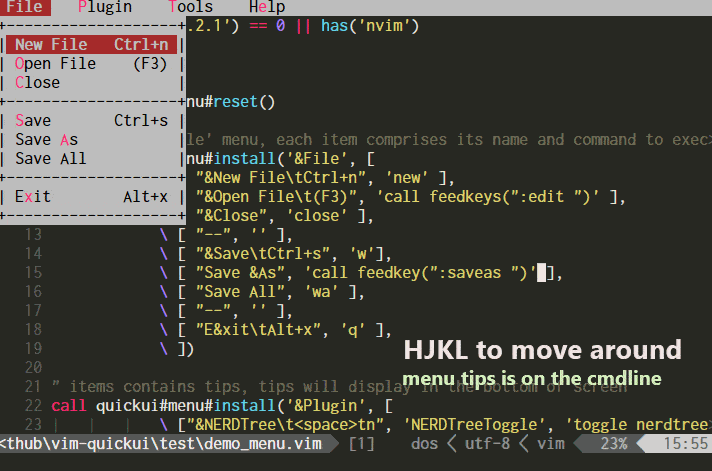 File    Plugin    Tools    Help
.2.1') == 0 || has('nvim')
New File   Ctrl+n
Open File    (F3)
Close
nu#reset()
Save       Ctrl+s
Save As
le' menu, each item comprises its name and command to exec>
Save All
nu#install('&File', [
"&New File\tCtrl+n", 'new' ],
Exit       Alt+x
"&Open File\t(F3)", 'call feedkeys(":edit ")' ],
"&Close", 'close' ],
13 \ [ "--", '' ],
14 \ [ "&Save\tCtrl+s", 'w'],
15 \ [ "Save &As", 'call feedkey(":saveas ")' ],
16 \ [ "Save All", 'wa' ],
17 \ [ "--", '' ],
18 \ [ "E&xit\tAlt+x", 'q' ],
19 \ ])
HJKL to move around
20
menu tips is on the cmdline
21 " items contains tips, tips will display in the bottom of screen
22 call quickui#menu#install('&Plugin', [
23 | | | \ ["&NERDTree\t<space>tn", 'NERDTreeToggle', 'toggle nerdtree>
<thub\vim-quickui\test\demo_menu.vim [1] dos < utf-8 < vim 23% 15:55